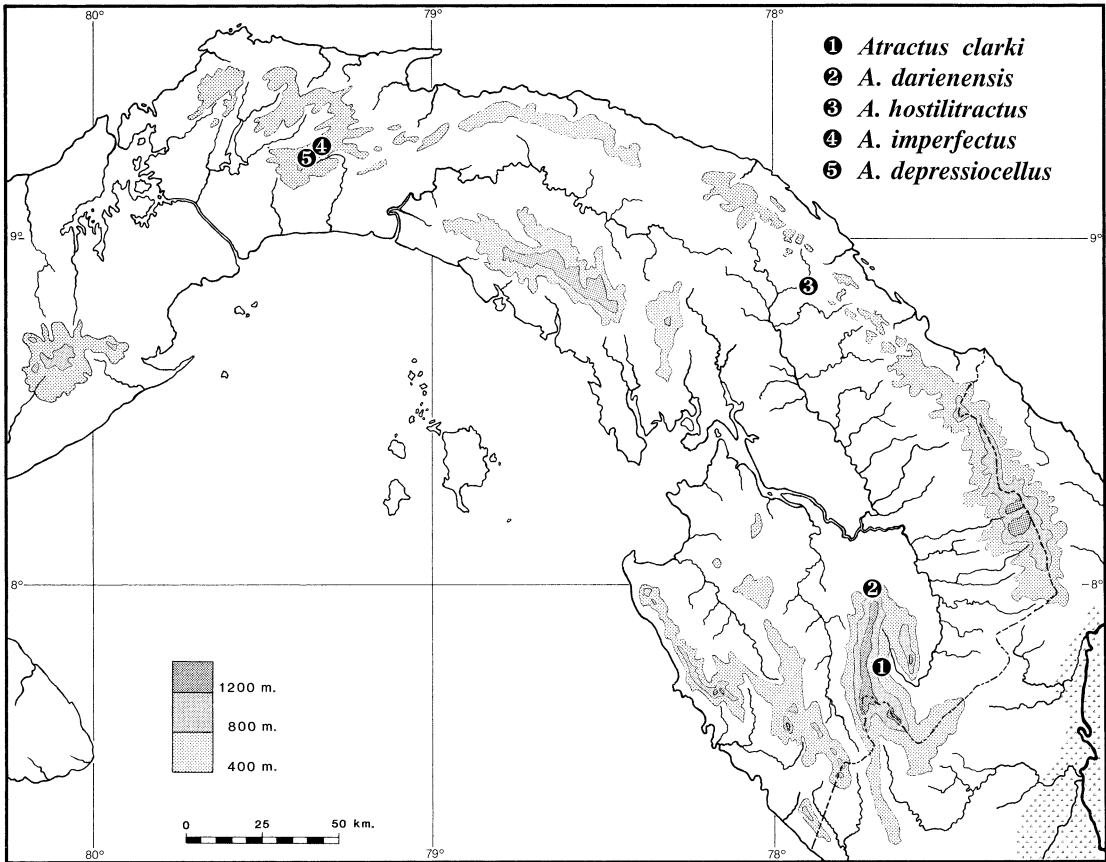 80°
79°
78°
❶ Atractus clarki
❷ A. darienensis
❸ A. hostilitractus
❹ A. imperfectus
❺ A. depressiocellus
❹
❺
9°
9°
❸
8°
8°
❷
❶
1200 m.
800 m.
400 m.
0 25 50 km.
80°
79°
78°